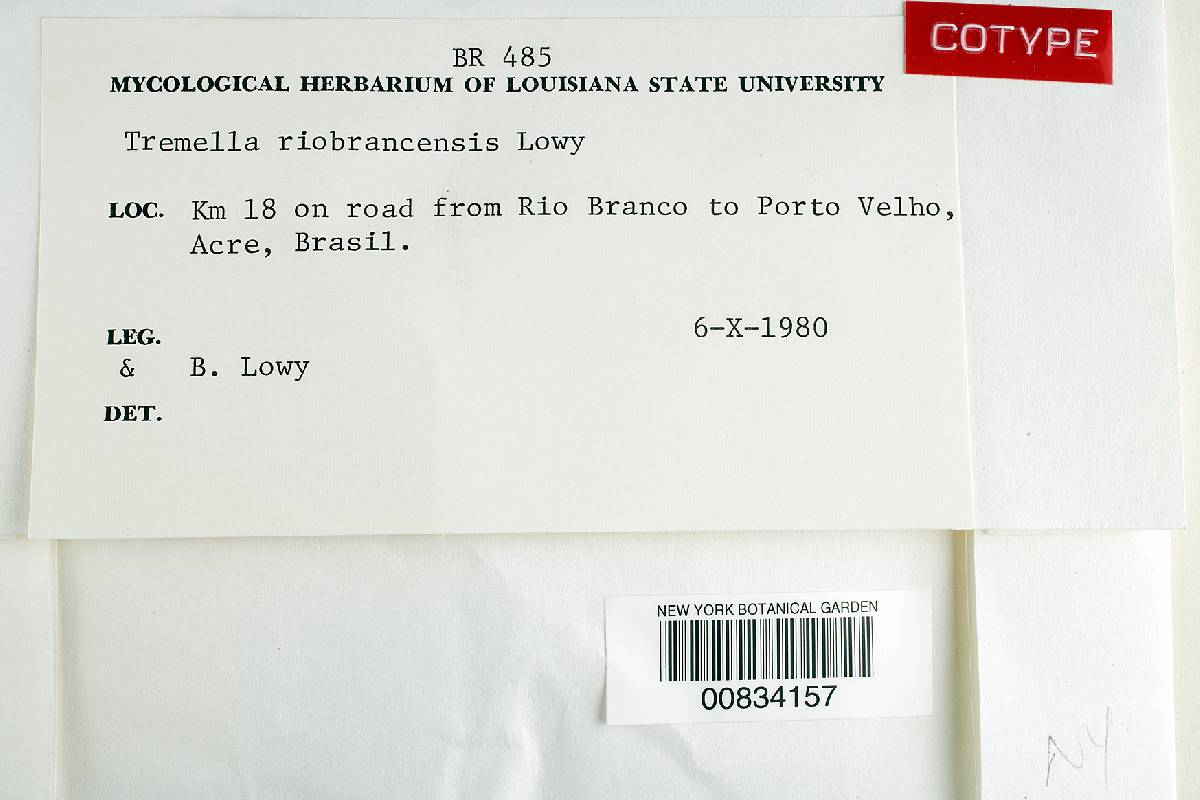 COTYPE
BR 485
MYCOLOGICAL HERBARIUM OF LOUISIANA STATE UNIVERSITY
Tremella riobrancensis Lowy
LOC. Km 18 on road from Rio Branco to Porto Velho,
Acre, Brasil.
6-X-1980
LEG.
& B. Lowy
DET.
NEW YORK BOTANICAL GARDEN
00834157
NY